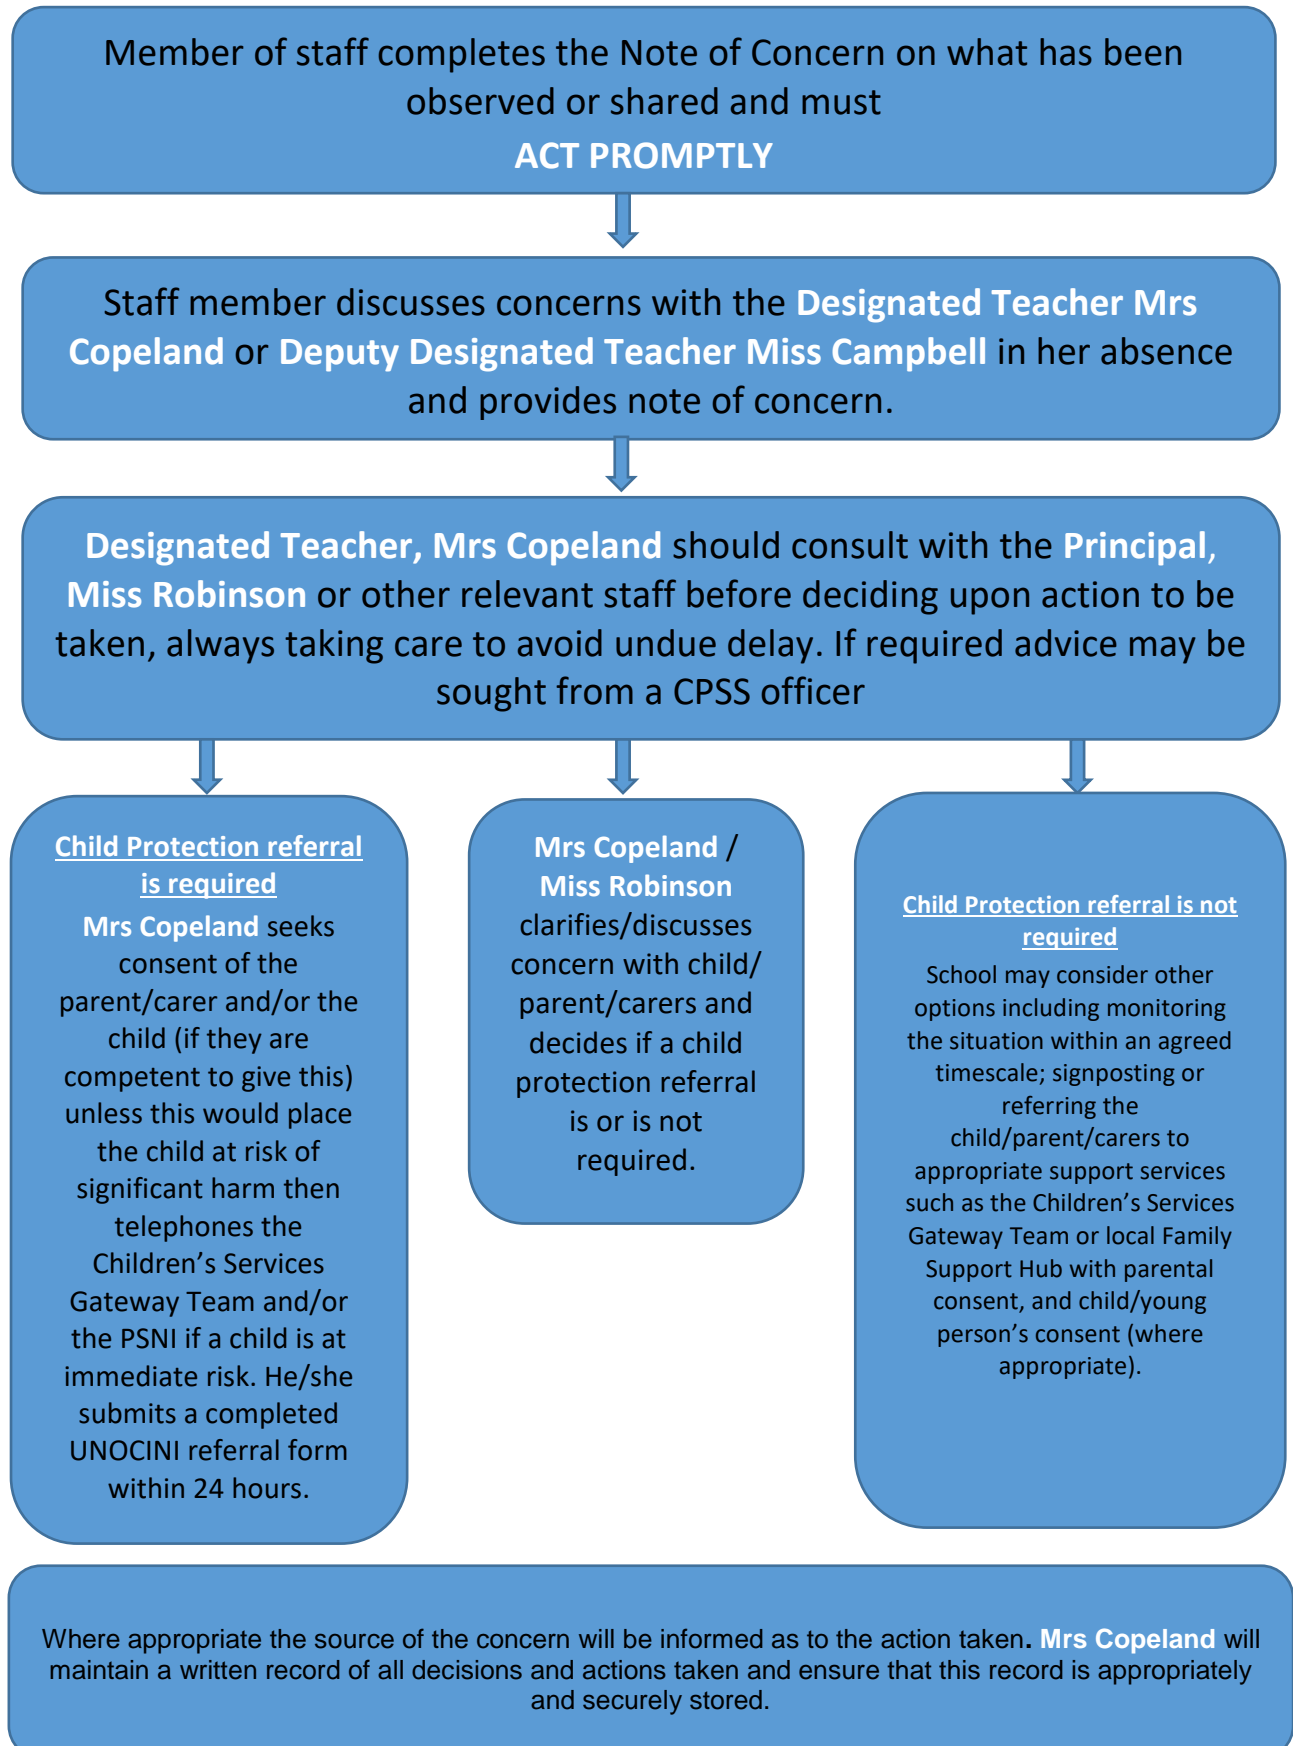 Member of staff completes the Note of Concern on what has been
observed or shared and must
ACT PROMPTLY
Staff member discusses concerns with the Designated Teacher Mrs
Copeland or Deputy Designated Teacher Miss Campbell in her absence
and provides note of concern.
Designated Teacher, Mrs Copeland should consult with the Principal,
Miss Robinson or other relevant staff before deciding upon action to be
taken, always taking care to avoid undue delay. If required advice may be
sought from a CPSS officer
Child Protection referral
is required
Mrs Copeland seeks
consent of the
parent/carer and/or the
child (if they are
competent to give this)
unless this would place
the child at risk of
significant harm then
telephones the
Children’s Services
Gateway Team and/or
the PSNI if a child is at
immediate risk. He/she
submits a completed
UNOCINI referral form
within 24 hours.
Mrs Copeland /
Miss Robinson
clarifies/discusses
concern with child/
parent/carers and
decides if a child
protection referral
is or is not
required.
Child Protection referral is not
required
School may consider other
options including monitoring
the situation within an agreed
timescale; signposting or
referring the
child/parent/carers to
appropriate support services
such as the Children’s Services
Gateway Team or local Family
Support Hub with parental
consent, and child/young
person’s consent (where
appropriate).
Where appropriate the source of the concern will be informed as to the action taken. Mrs Copeland will
maintain a written record of all decisions and actions taken and ensure that this record is appropriately
and securely stored.